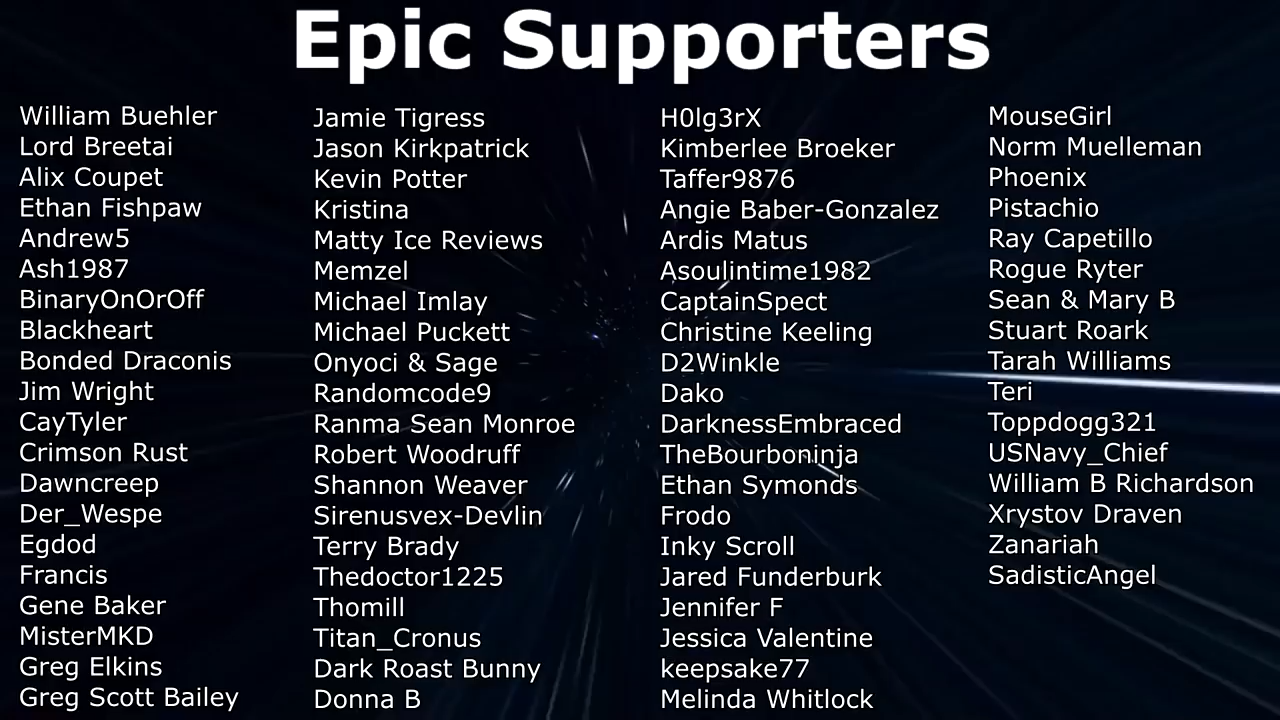 Epic Supporters
William Buehler
Lord Breetai
Alix Coupet
Ethan Fishpaw
Andrew5
Ash1987
BinaryOnOrOff
Blackheart
Bonded Draconis
Jim Wright
CayTyler
Crimson Rust
Dawncreep
Der_Wespe
Egdod
Francis
Gene Baker
MisterMKD
Greg Elkins
Greg Scott Bailey
Jamie Tigress
Jason Kirkpatrick
Kevin Potter
Kristina
Matty Ice Reviews
Memzel
Michael Imlay
Michael Puckett
Onyoci & Sage
Randomcode9
Ranma Sean Monroe
Robert Woodruff
Shannon Weaver
Sirenusvex-Devlin
Terry Brady
Thedoctor1225
Thomill
Titan_Cronus
Dark Roast Bunny
Donna B
H0lg3rX
Kimberlee Broeker
Taffer9876
Angie Baber-Gonzalez
Ardis Matus
Asoulintime1982
CaptainSpect
Christine Keeling
D2Winkle
Dako
DarknessEmbraced
TheBourboninja
Ethan Symonds
Frodo
Inky Scroll
Jared Funderburk
Jennifer F
Jessica Valentine
keepsake77
Melinda Whitlock
MouseGirl
Norm Muelleman
Phoenix
Pistachio
Ray Capetillo
Rogue Ryter
Sean & Mary B
Stuart Roark
Tarah Williams
Teri
Toppdogg321
USNavy_Chief
William B Richardson
Xrystov Draven
Zanariah
SadisticAngel